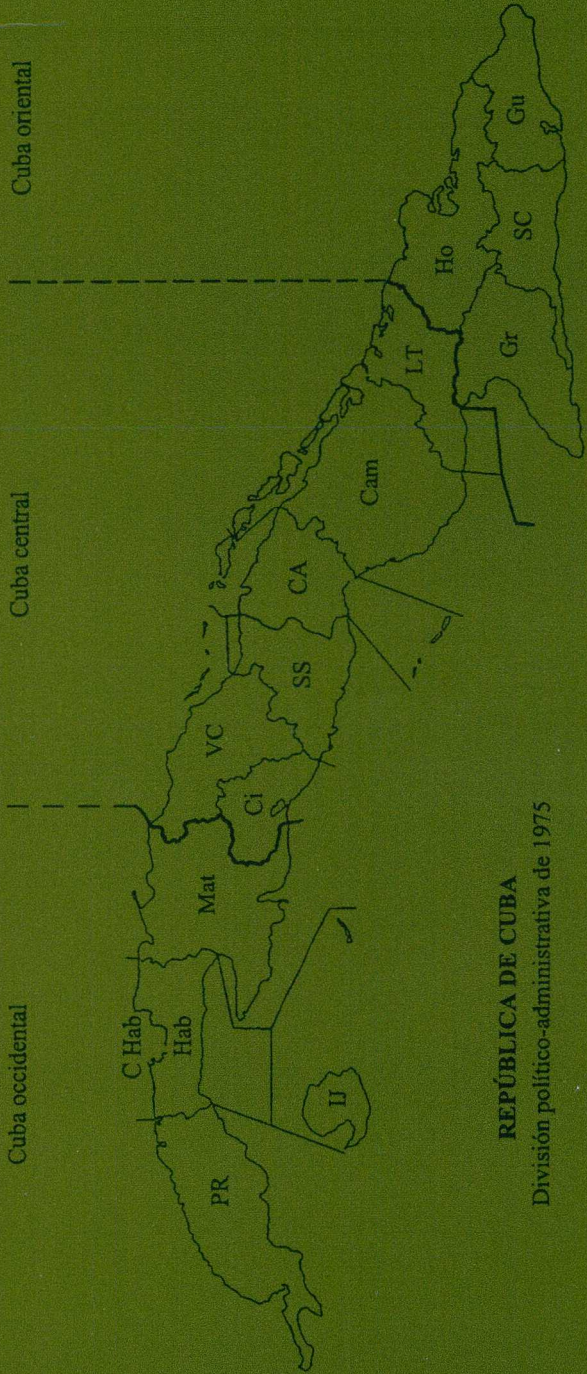 Cuba occidental
Cuba central
Cuba oriental
PR
C Hab
Hab
IJ
Mat
VC
Ci
SS
CA
Cam
LT
Ho
Gr
SC
Gu
REPÚBLICA DE CUBA
División político-administrativa de 1975